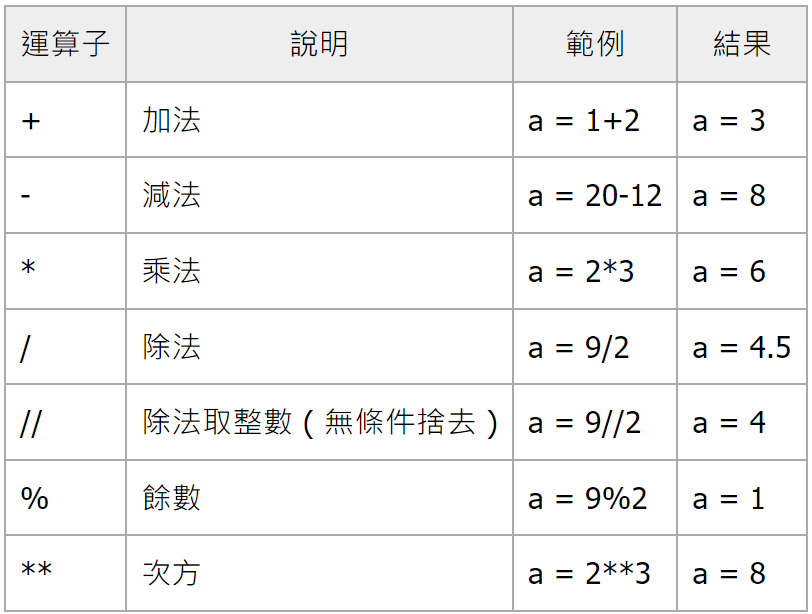 運算子 說明 範例 結果
+ 加法 a = 1+2 a = 3
- 減法 a = 20-12 a = 8
* 乘法 a = 2*3 a = 6
/ 除法 a = 9/2 a = 4.5
// 除法取整數 ( 無條件捨去 ) a = 9//2 a = 4
% 餘數 a = 9%2 a = 1
** 次方 a = 2**3 a = 8